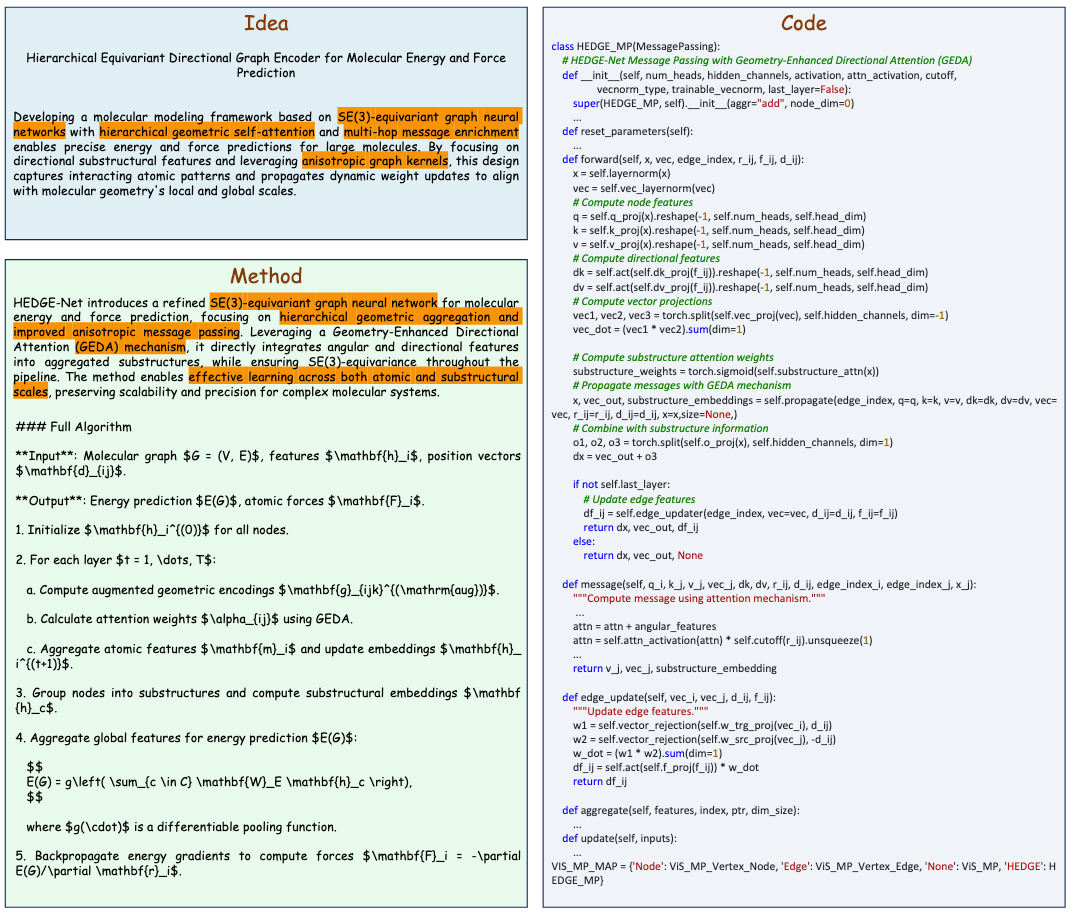 Idea
Hierarchical Equivariant Directional Graph Encoder for Molecular Energy and Force
Prediction
Developing a molecular modeling framework based on SE(3)-equivariant graph neural
networks with hierarchical geometric self-attention and multi-hop message enrichment
enables precise energy and force predictions for large molecules. By focusing on
directional substructural features and leveraging anisotropic graph kernels, this design
captures interacting atomic patterns and propagates dynamic weight updates to align
with molecular geometry's local and global scales.
Method
HEDGE-Net introduces a refined SE(3)-equivariant graph neural network for molecular
energy and force prediction, focusing on hierarchical geometric aggregation and
improved anisotropic message passing. Leveraging a Geometry-Enhanced Directional
Attention (GEDA) mechanism, it directly integrates angular and directional features
into aggregated substructures, while ensuring SE(3)-equivariance throughout the
pipeline. The method enables effective learning across both atomic and substructural
scales, preserving scalability and precision for complex molecular systems.
### Full Algorithm
**Input**: Molecular graph $G = (V, E)$, features $\mathbf{h}_i$, position vectors
$\mathbf{d}_{ij}$.
**Output**: Energy prediction $E(G)$, atomic forces $\mathbf{F}_i$.
1. Initialize $\mathbf{h}_i^{(0)}$ for all nodes.
2. For each layer $t = 1, \dots, T$:
a. Compute augmented geometric encodings $\mathbf{g}_{ijk}^{(\mathrm{aug})}$.
b. Calculate attention weights $\alpha_{ij}$ using GEDA.
c. Aggregate atomic features $\mathbf{m}_i$ and update embeddings $\mathbf{h}_
i^{(t+1)}$.
3. Group nodes into substructures and compute substructural embeddings $\mathbf
{h}_c$.
4. Aggregate global features for energy prediction $E(G)$:
$$
E(G) = g\left( \sum_{c \in C} \mathbf{W}_E \mathbf{h}_c \right),
$$
where $g(\cdot)$ is a differentiable pooling function.
5. Backpropagate energy gradients to compute forces $\mathbf{F}_i = -\partial
E(G)/\partial \mathbf{r}_i$.
Code
class HEDGE_MP(MessagePassing):
# HEDGE-Net Message Passing with Geometry-Enhanced Directional Attention (GEDA)
def __init__(self, num_heads, hidden_channels, activation, attn_activation, cutoff,
vecnorm_type, trainable_vecnorm, last_layer=False):
super(HEDGE_MP, self).__init__(aggr="add", node_dim=0)
...
def reset_parameters(self):
...
def forward(self, x, vec, edge_index, r_ij, f_ij, d_ij):
x = self.layernorm(x)
vec = self.vec_layernorm(vec)
# Compute node features
q = self.q_proj(x).reshape(-1, self.num_heads, self.head_dim)
k = self.k_proj(x).reshape(-1, self.num_heads, self.head_dim)
v = self.v_proj(x).reshape(-1, self.num_heads, self.head_dim)
# Compute directional features
dk = self.act(self.dk_proj(f_ij)).reshape(-1, self.num_heads, self.head_dim)
dv = self.act(self.dv_proj(f_ij)).reshape(-1, self.num_heads, self.head_dim)
# Compute vector projections
vec1, vec2, vec3 = torch.split(self.vec_proj(vec), self.hidden_channels, dim=-1)
vec_dot = (vec1 * vec2).sum(dim=1)
# Compute substructure attention weights
substructure_weights = torch.sigmoid(self.substructure_attn(x))
# Propagate messages with GEDA mechanism
x, vec_out, substructure_embeddings = self.propagate(edge_index, q=q, k=k, v=v, dk=dk, dv=dv, vec=
vec, r_ij=r_ij, d_ij=d_ij, x=x,size=None,)
# Combine with substructure information
o1, o2, o3 = torch.split(self.o_proj(x), self.hidden_channels, dim=1)
dx = vec_out + o3
if not self.last_layer:
# Update edge features
df_ij = self.edge_updater(edge_index, vec=vec, d_ij=d_ij, f_ij=f_ij)
return dx, vec_out, df_ij
else:
return dx, vec_out, None
def message(self, q_i, k_j, v_j, vec_j, dk, dv, r_ij, d_ij, edge_index_i, edge_index_j, x_j):
"""Compute message using attention mechanism."""
...
attn = attn + angular_features
attn = self.attn_activation(attn) * self.cutoff(r_ij).unsqueeze(1)
...
return v_j, vec_j, substructure_embedding
def edge_update(self, vec_i, vec_j, d_ij, f_ij):
"""Update edge features."""
w1 = self.vector_rejection(self.w_trg_proj(vec_i), d_ij)
w2 = self.vector_rejection(self.w_src_proj(vec_j), -d_ij)
w_dot = (w1 * w2).sum(dim=1)
df_ij = self.act(self.f_proj(f_ij)) * w_dot
return df_ij
def aggregate(self, features, index, ptr, dim_size):
...
def update(self, inputs):
...
VIS_MP_MAP = {'Node': ViS_MP_Vertex_Node, 'Edge': ViS_MP_Vertex_Edge, 'None': ViS_MP, 'HEDGE': H
EDGE_MP}